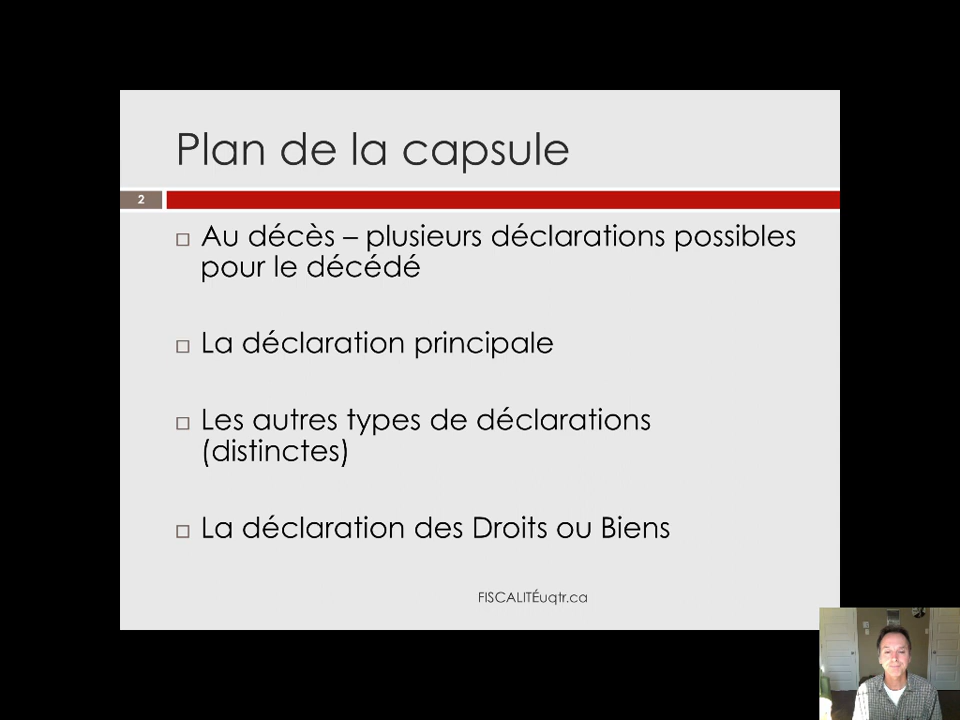 Plan de la capsule
2
Au décès – plusieurs déclarations possibles
pour le décédé
La déclaration principale
Les autres types de déclarations
(distinctes)
La déclaration des Droits ou Biens
FISCALITÉuqtr.ca